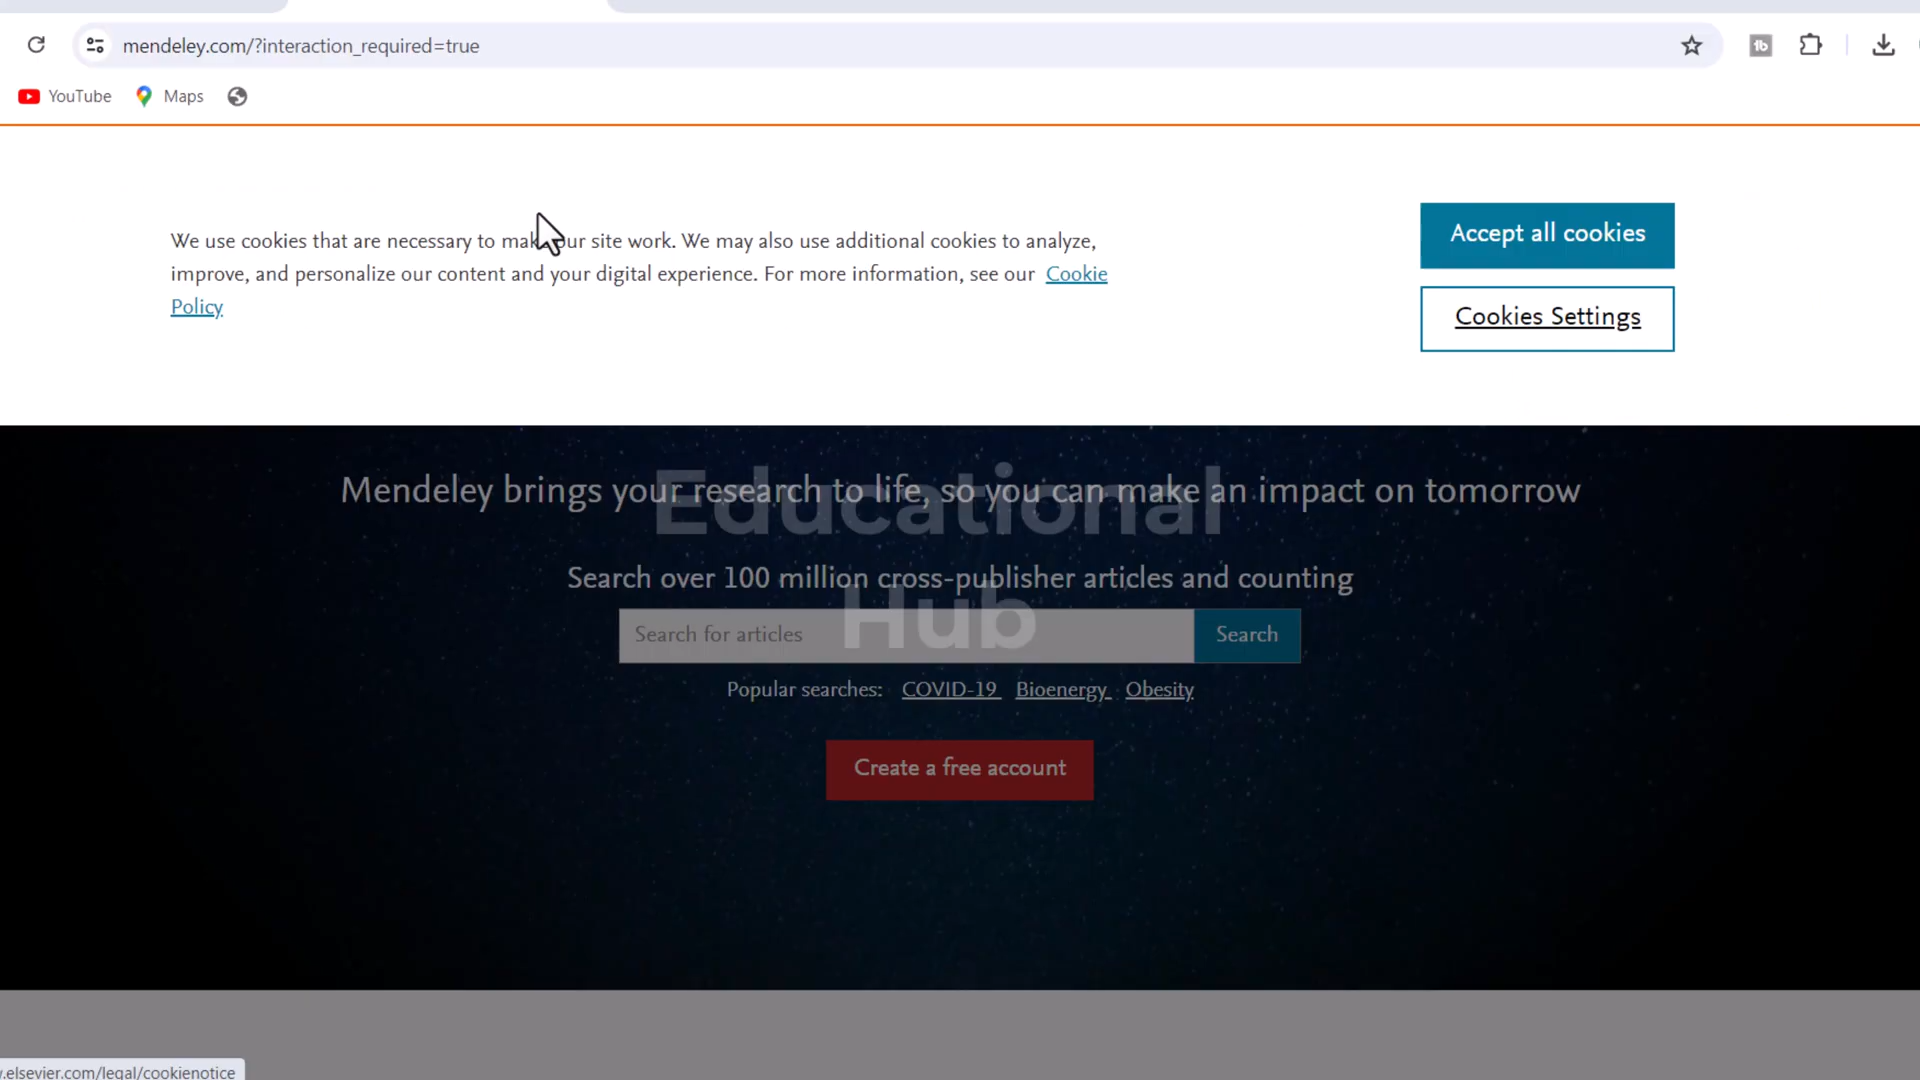 mendeley.com/?interaction_required=true
YouTube Maps
We use cookies that are necessary to make our site work. We may also use additional cookies to analyze,
improve, and personalize our content and your digital experience. For more information, see our Cookie
Policy
Accept all cookies
Cookies Settings
Mendeley brings your research to life, so you can make an impact on tomorrow
Educational
Hub
Search over 100 million cross-publisher articles and counting
Search for articles
Search
Popular searches: COVID-19 Bioenergy Obesity
Create a free account
.elsevier.com/legal/cookienotice